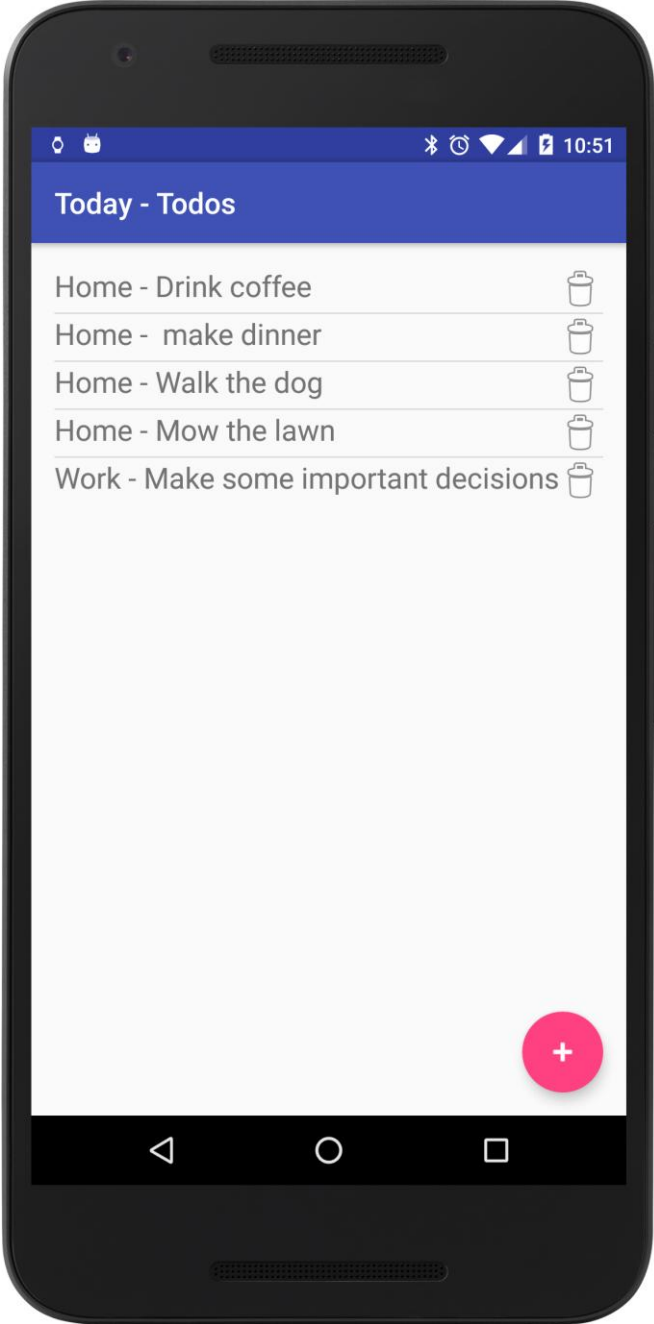 10:51
Today - Todos
Home - Drink coffee
Home -  make dinner
Home - Walk the dog
Home - Mow the lawn
Work - Make some important decisions
+